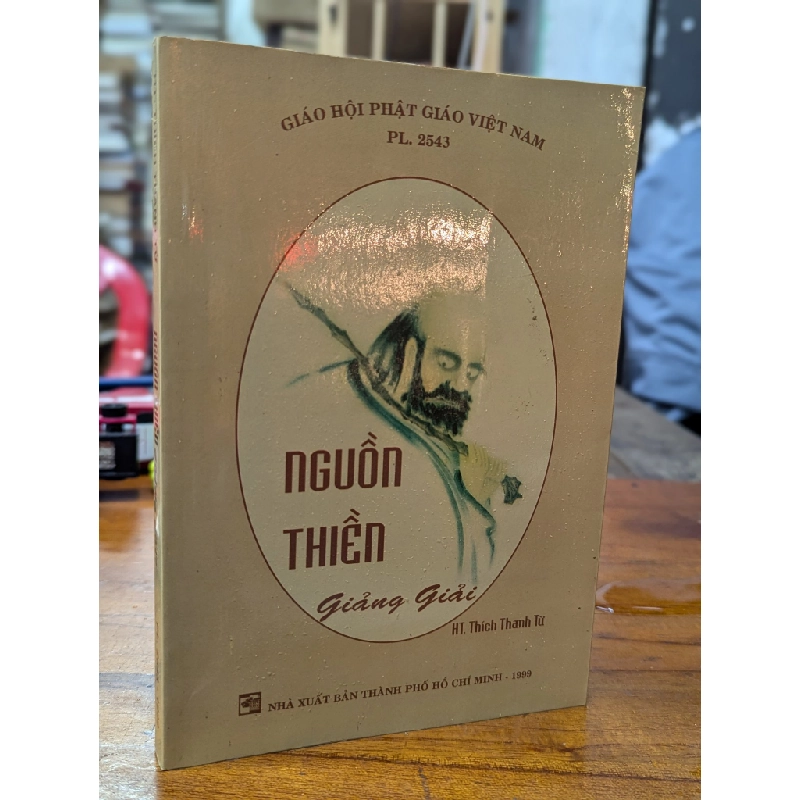 GIÁO HỘI PHẬT GIÁO VIỆT NAM
PL. 2543
NGUỒN
THIỀN
Giảng Giải
HT. Thích Thanh Từ
NHÀ XUẤT BẢN THÀNH PHỐ HỒ CHÍ MINH - 1999